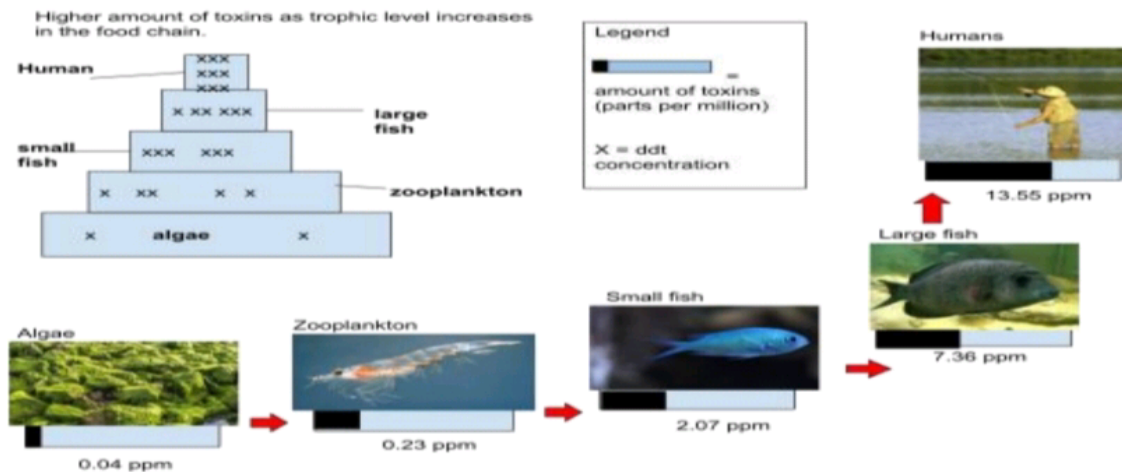 Higher amount of toxins as trophic level increases
in the food chain.
Human
XXX
XXX
XXX
x xx xxx
large
fish
small
fish
xxx xxx
x xx x x
zooplankton
x algae x
Legend
=
amount of toxins
(parts per million)
X = ddt
concentration
Humans
13.55 ppm
Large fish
7.36 ppm
Small fish
2.07 ppm
Zooplankton
0.23 ppm
Algae
0.04 ppm